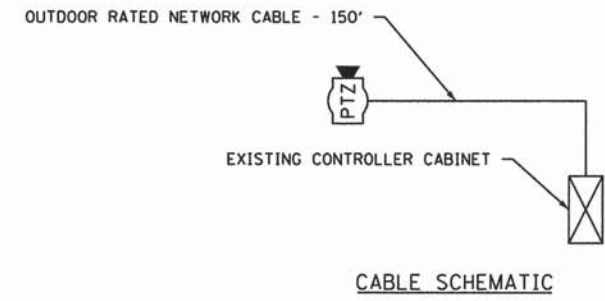 OUTDOOR RATED NETWORK CABLE - 150'
PTZ
EXISTING CONTROLLER CABINET
CABLE SCHEMATIC